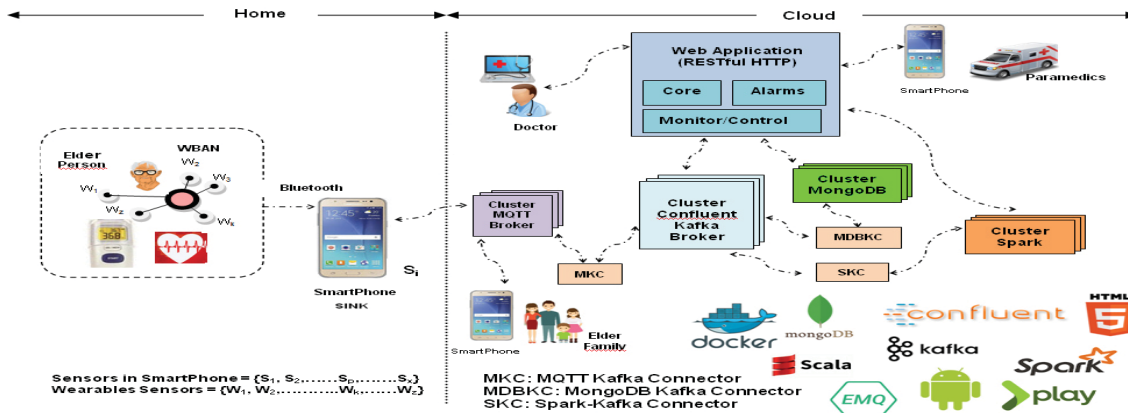 Home
Cloud
Web Application
(RESTful HTTP)
Core
Alarms
Monitor/Control
Doctor
SmartPhone
Paramedics
Elder
Person
WBAN
W2
W1
W3
Wz
Wk
Bluetooth
12:45
SmartPhone
SINK
Si
Cluster
MQTT
Broker
Cluster
Confluent
Kafka
Broker
Cluster
MongoDB
MDBKC
Cluster
Spark
SKC
MKC
SmartPhone
Elder
Family
docker
mongoDB
confluent
HTML
5
Scala
kafka
Spark
EMQ
play
Sensors in SmartPhone = {S1, S2,......Sp,......Sx}
Wearables Sensors = {W1, W2,..........Wk,......Wz}
MKC: MQTT Kafka Connector
MDBKC: MongoDB Kafka Connector
SKC: Spark-Kafka Connector